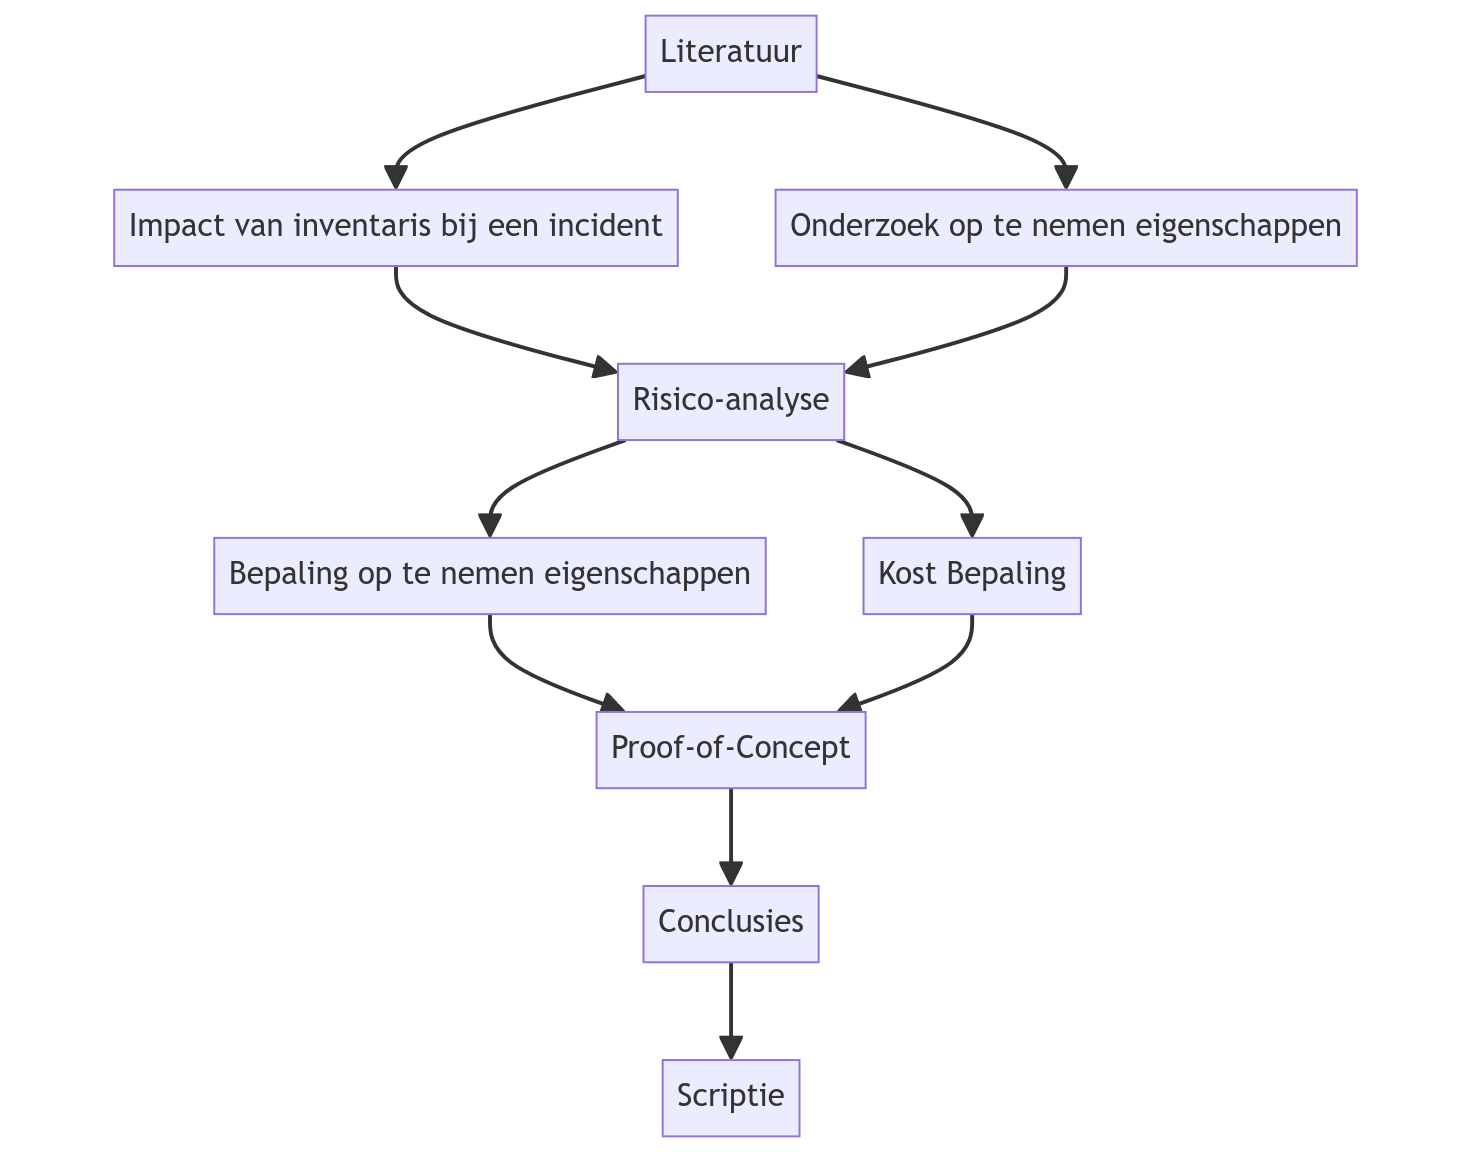 Literatuur
Impact van inventaris bij een incident
Onderzoek op te nemen eigenschappen
Risico-analyse
Bepaling op te nemen eigenschappen
Kost Bepaling
Proof-of-Concept
Conclusies
Scriptie